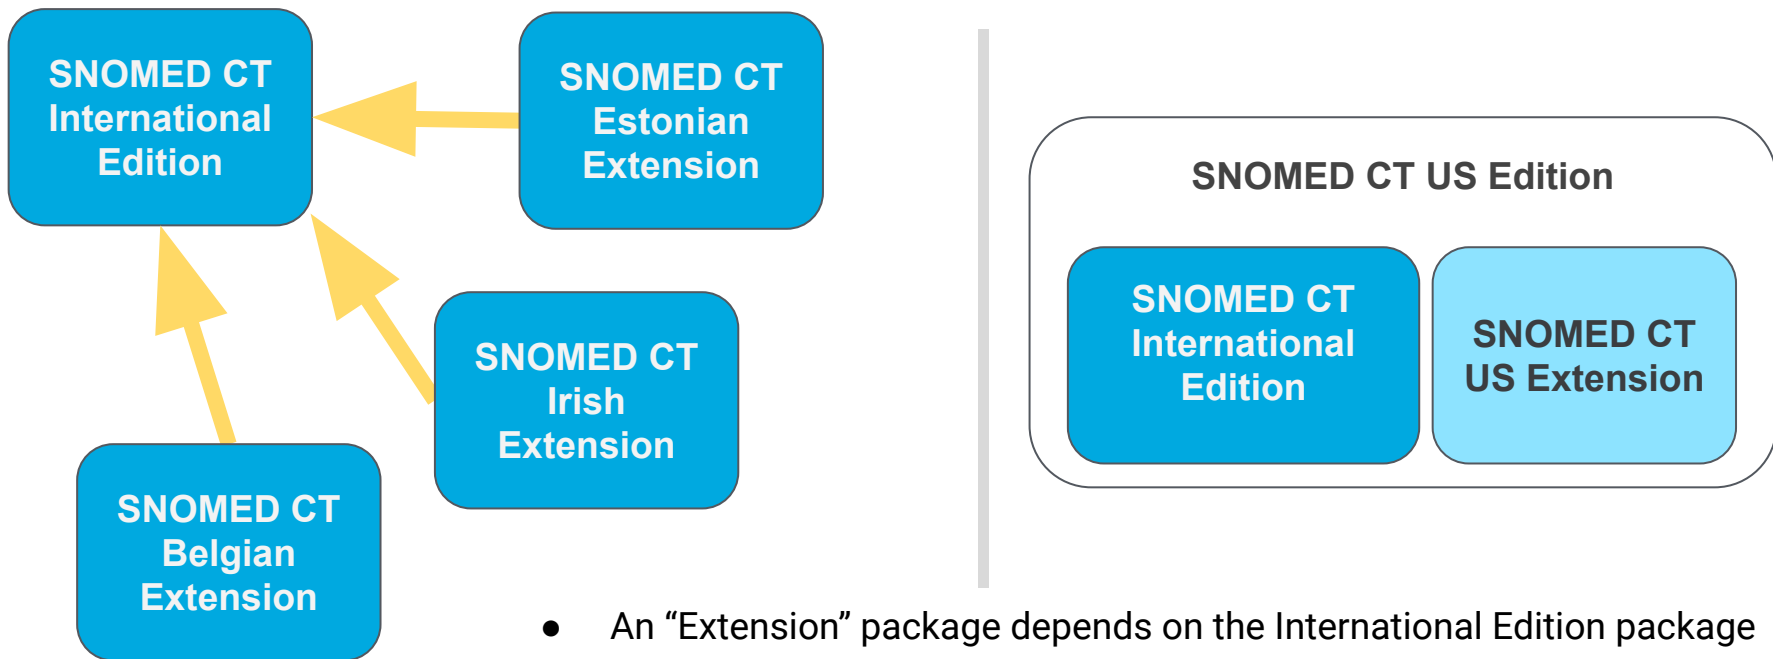 SNOMED CT
International
Edition
SNOMED CT
Estonian
Extension
SNOMED CT
Irish
Extension
SNOMED CT
Belgian
Extension
SNOMED CT US Edition
SNOMED CT
International
Edition
SNOMED CT
US Extension
● An “Extension” package depends on the International Edition package